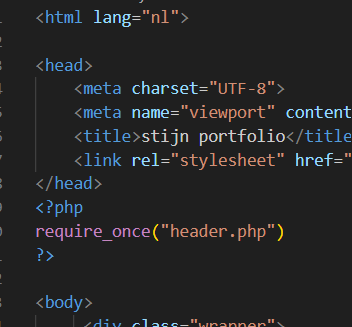 <html lang="nl">
<head>
<meta charset="UTF-8">
<meta name="viewport" content
<title>stijn portfolio</title
<link rel="stylesheet" href="
</head>
<?php
require_once("header.php")
?>
<body>
<div class="wrapper">